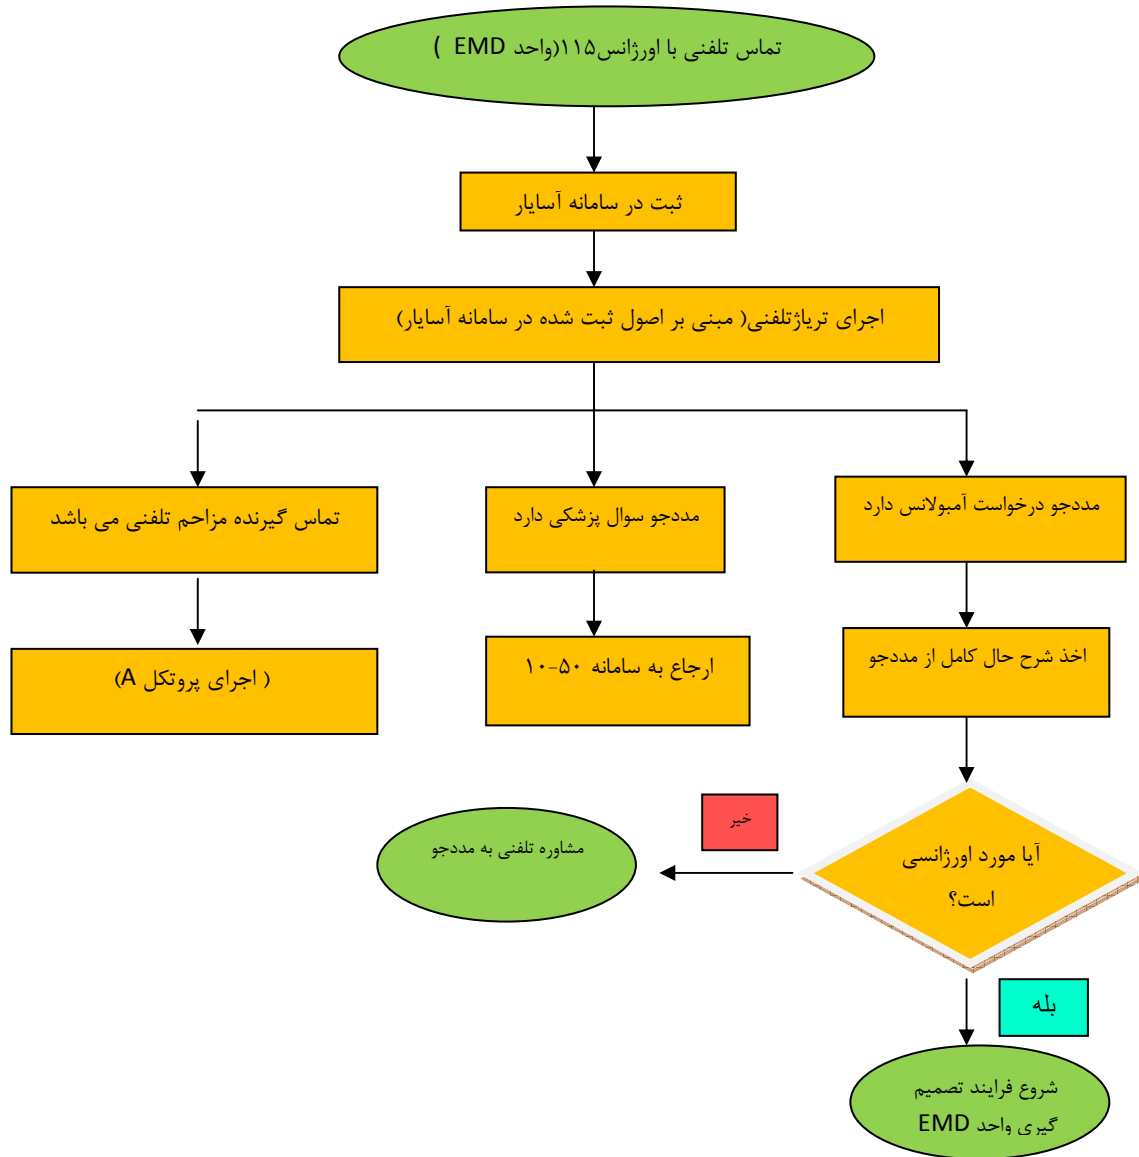 تماس تلفنی با اورژانس۱۱۵(واحد EMD )
ثبت در سامانه آسایار
اجرای تریاژتلفنی( مبنی بر اصول ثبت شده در سامانه آسایار)
مددجو درخواست آمبولانس دارد
مددجو سوال پزشکی دارد
تماس گیرنده مزاحم تلفنی می باشد
اخذ شرح حال کامل از مددجو
ارجاع به سامانه ۵۰-۱۰
( اجرای پروتکل A)
آیا مورد اورژانسی
است؟
خیر
مشاوره تلفنی به مددجو
بله
شروع فرایند تصمیم
گیری واحد EMD